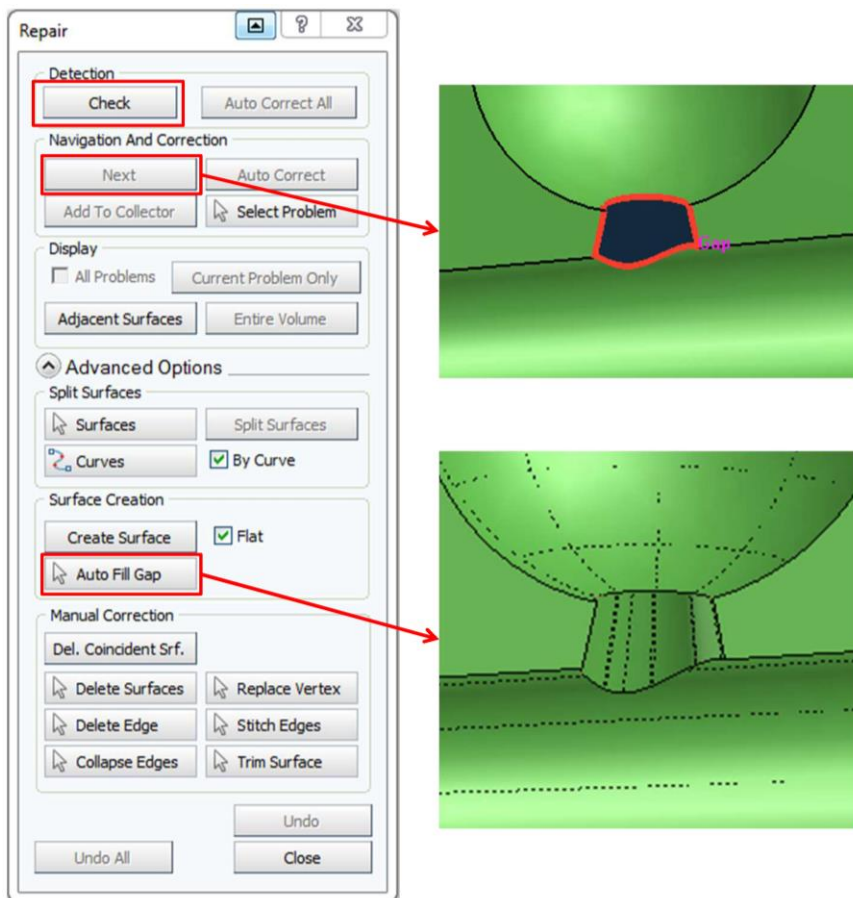 Repair
Detection
Check Auto Correct All
Navigation And Correction
Next Auto Correct
Add To Collector Select Problem
Display
All Problems Current Problem Only
Adjacent Surfaces Entire Volume
Advanced Options
Split Surfaces
Surfaces Split Surfaces
Curves By Curve
Surface Creation
Create Surface Flat
Auto Fill Gap
Manual Correction
Del. Coincident Srf.
Delete Surfaces Replace Vertex
Delete Edge Stitch Edges
Collapse Edges Trim Surface
Undo
Undo All Close
Gap